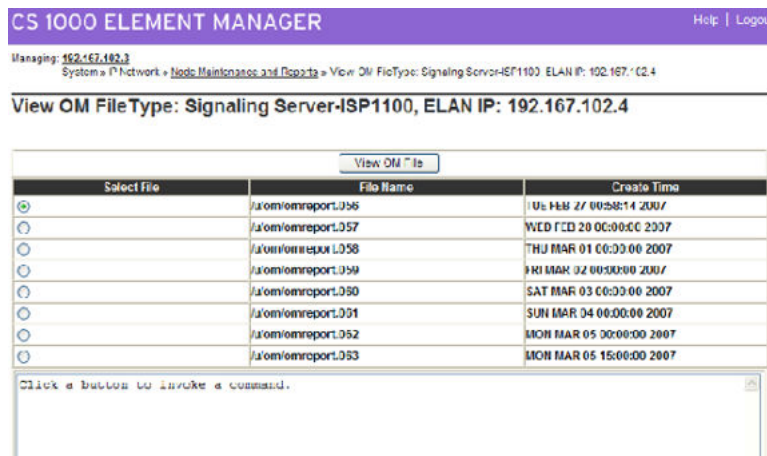 CS 1000 ELEMENT MANAGER
Help | Logou
Managing: 192.167.102.3
System » IP Network » Node Maintenance and Reports » View OM FileType: Signaling Server-ISP1100, ELAN IP: 192.167.102.4
View OM FileType: Signaling Server-ISP1100, ELAN IP: 192.167.102.4
View OM File
Select File File Name Create Time
/u/om/omreport.056 TUE FEB 27 00:58:14 2007
/u/om/omreport.057 WED FEB 28 00:00:00 2007
/u/om/omreport.058 THU MAR 01 00:00:00 2007
/u/om/omreport.059 FRI MAR 02 00:00:00 2007
/u/om/omreport.060 SAT MAR 03 00:00:00 2007
/u/om/omreport.061 SUN MAR 04 00:00:00 2007
/u/om/omreport.062 MON MAR 05 00:00:00 2007
/u/om/omreport.063 MON MAR 05 15:00:00 2007
Click a button to invoke a command.